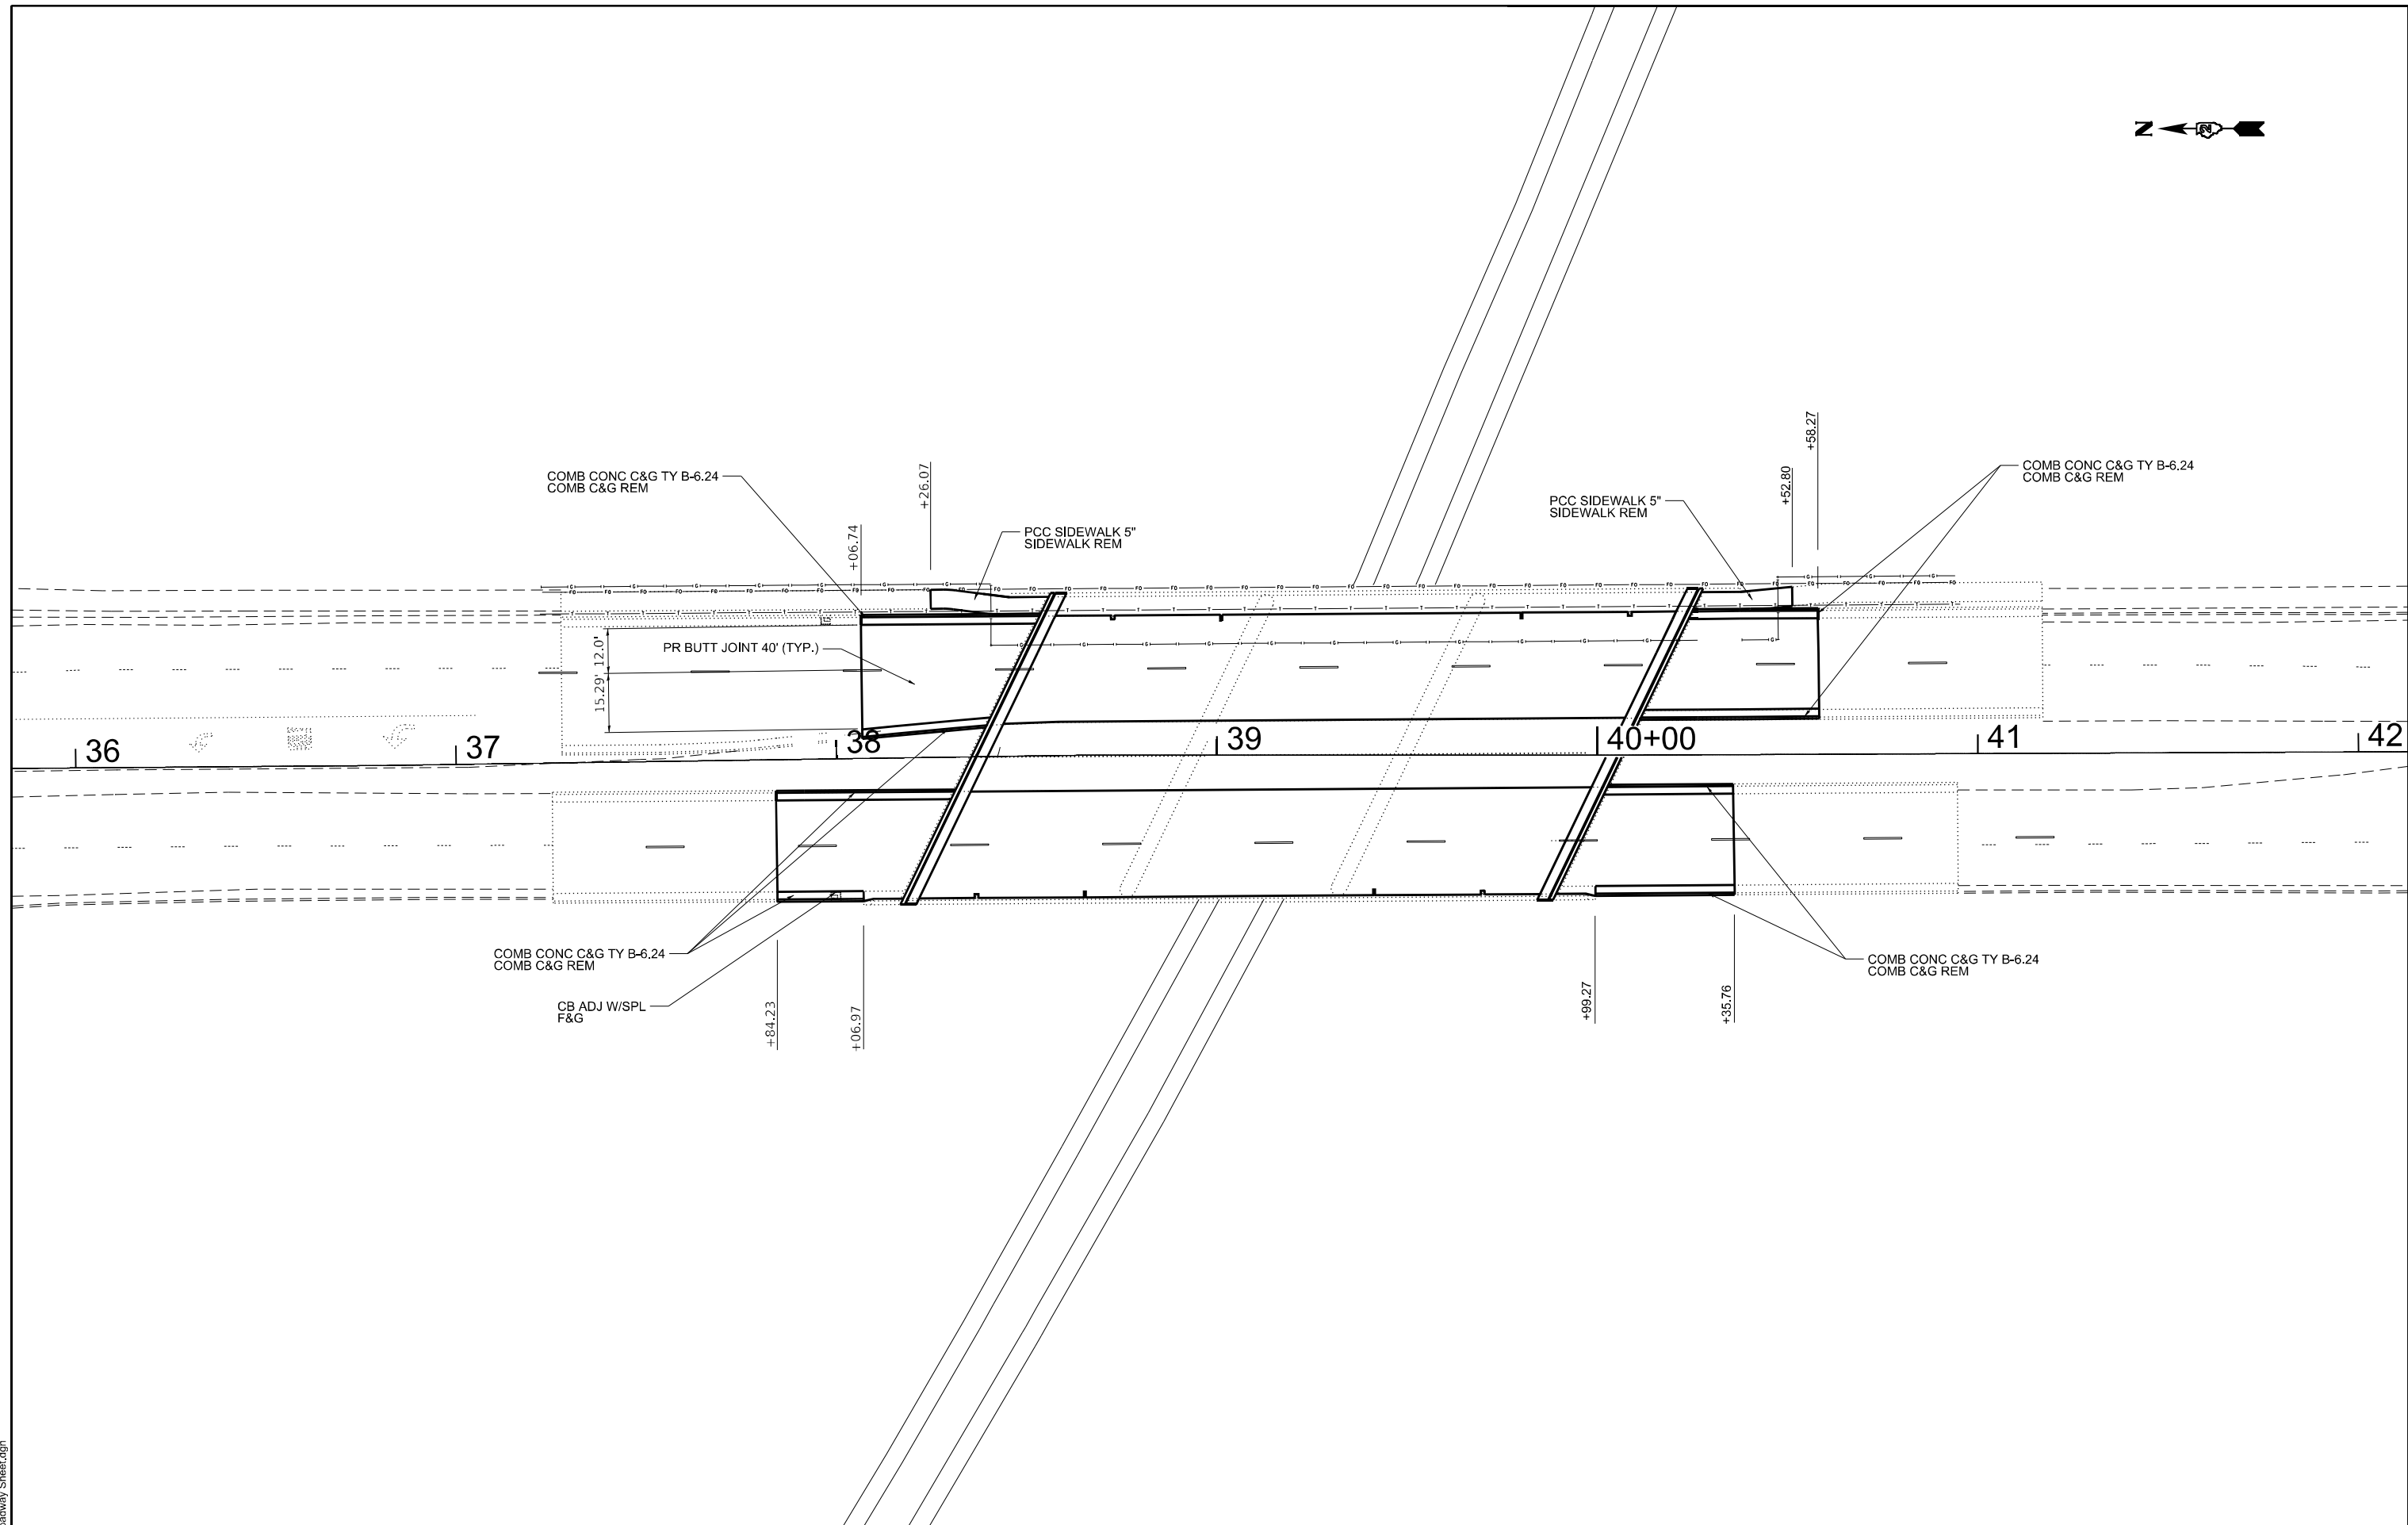 N
+58.27
COMB CONC C&G TY B-6.24
COMB C&G REM
+26.07
+52.80
COMB CONC C&G TY B-6.24
COMB C&G REM
PCC SIDEWALK 5"
SIDEWALK REM
+06.74
PCC SIDEWALK 5"
SIDEWALK REM
12.0'
PR BUTT JOINT 40' (TYP.)
15.29'
36
37
38
39
40+00
41
42
COMB CONC C&G TY B-6.24
COMB C&G REM
COMB CONC C&G TY B-6.24
COMB C&G REM
CB ADJ W/SPL
F&G
+84.23
+06.97
+99.27
+35.76